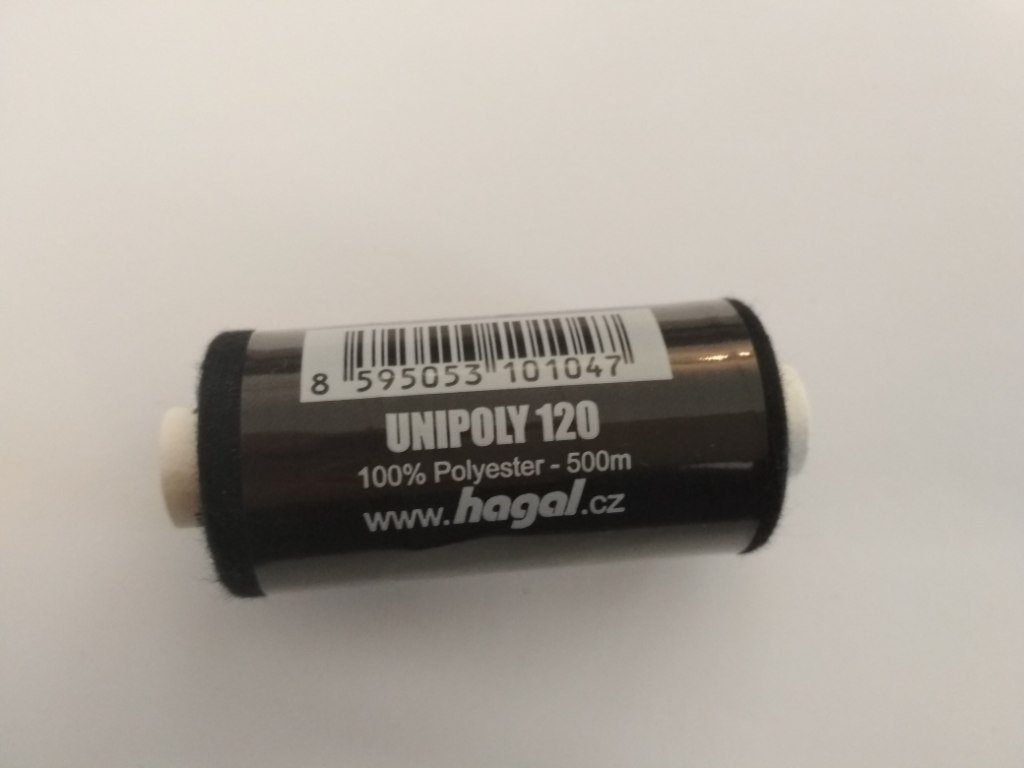 8 595053 101047
UNIPOLY 120
100% Polyester - 500m
www.hagal.cz